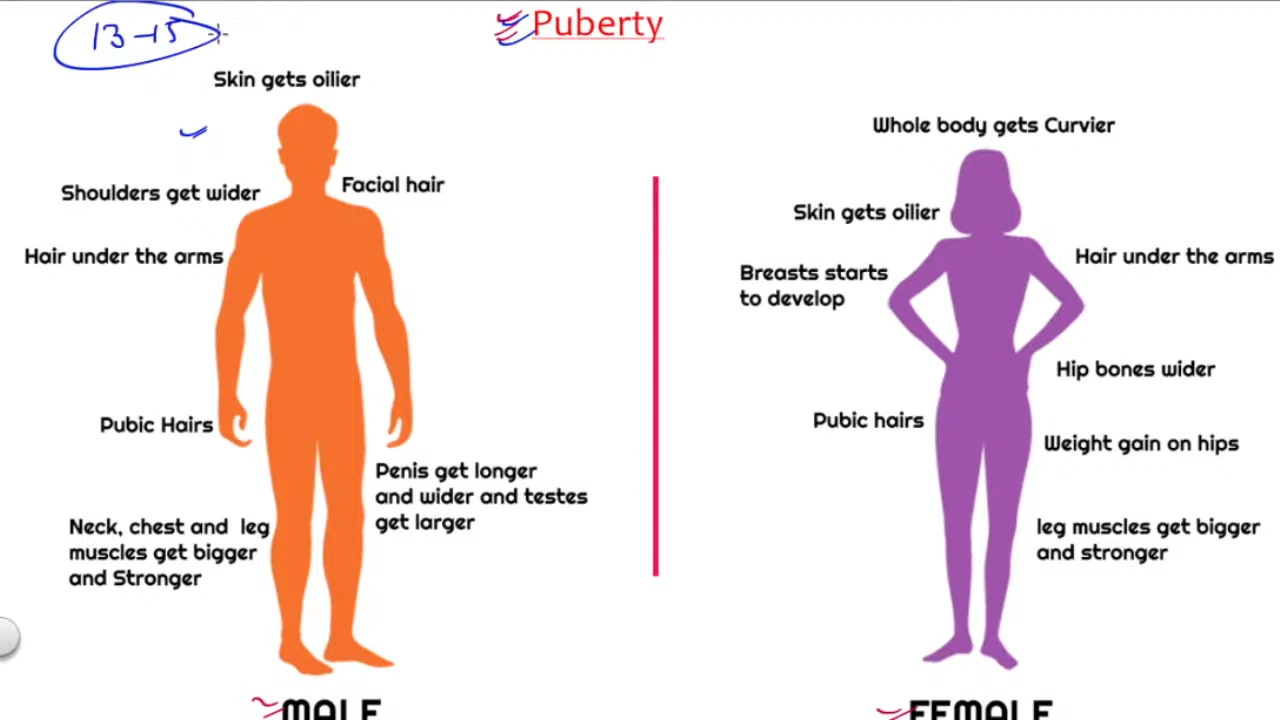 13-15
Puberty
Skin gets oilier
Shoulders get wider
Facial hair
Hair under the arms
Pubic Hairs
Penis get longer
and wider and testes
get larger
Neck, chest and leg
muscles get bigger
and Stronger
MALE
Whole body gets Curvier
Skin gets oilier
Hair under the arms
Breasts starts
to develop
Hip bones wider
Pubic hairs
Weight gain on hips
leg muscles get bigger
and stronger
FEMALE